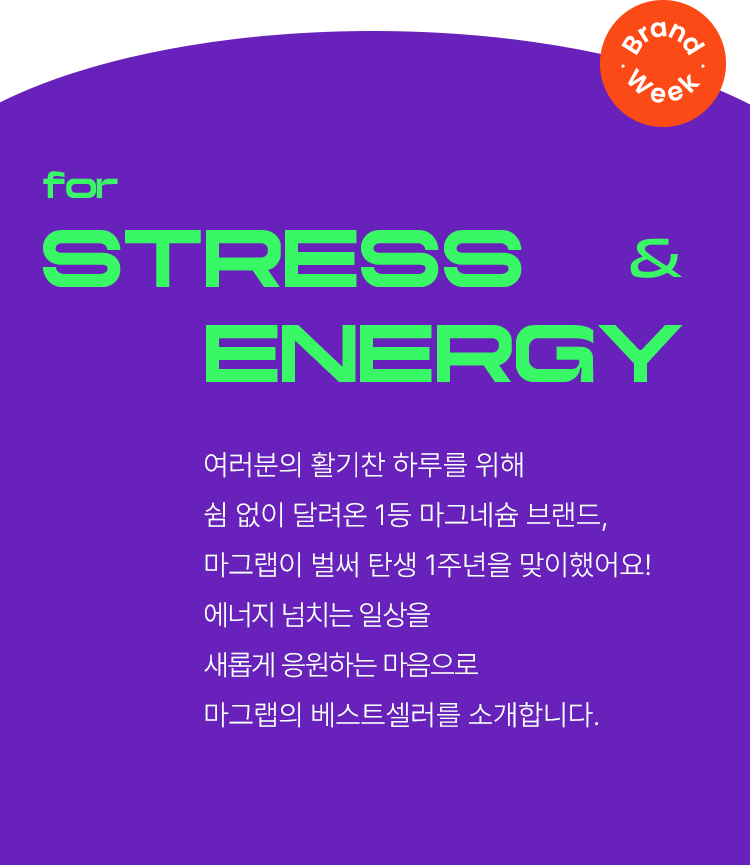 Brand
Week
for
STRESS &
ENERGY
여러분의 활기찬 하루를 위해
쉼 없이 달려온 1등 마그네슘 브랜드,
마그랩이 벌써 탄생 1주년을 맞이했어요!
에너지 넘치는 일상을
새롭게 응원하는 마음으로
마그랩의 베스트셀러를 소개합니다.